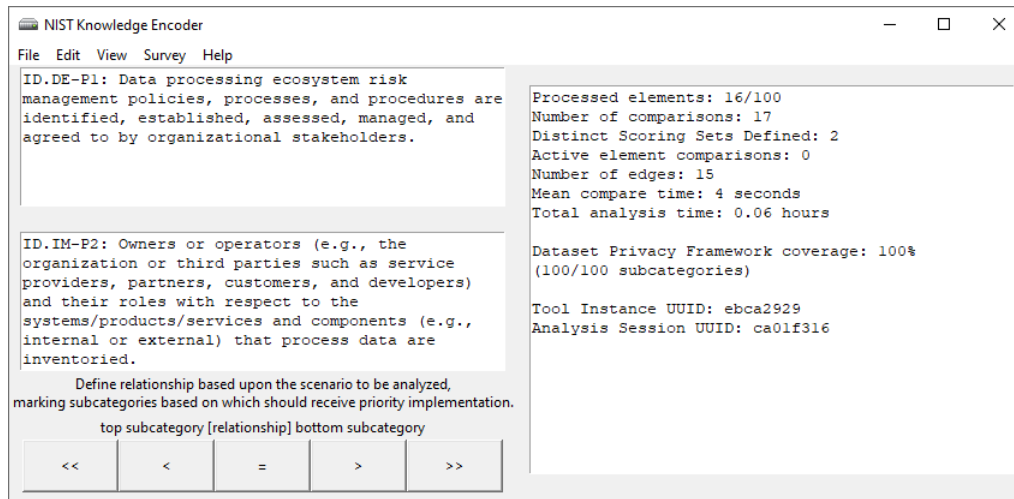 NIST Knowledge Encoder
File Edit View Survey Help
ID.DE-P1: Data processing ecosystem risk
management policies, processes, and procedures are
identified, established, assessed, managed, and
agreed to by organizational stakeholders.
ID.IM-P2: Owners or operators (e.g., the
organization or third parties such as service
providers, partners, customers, and developers)
and their roles with respect to the
systems/products/services and components (e.g.,
internal or external) that process data are
inventoried.
Define relationship based upon the scenario to be analyzed,
marking subcategories based on which should receive priority implementation.
top subcategory [relationship] bottom subcategory
<< < = > >>
Processed elements: 16/100
Number of comparisons: 17
Distinct Scoring Sets Defined: 2
Active element comparisons: 0
Number of edges: 15
Mean compare time: 4 seconds
Total analysis time: 0.06 hours
Dataset Privacy Framework coverage: 100%
(100/100 subcategories)
Tool Instance UUID: ebca2929
Analysis Session UUID: ca01f316